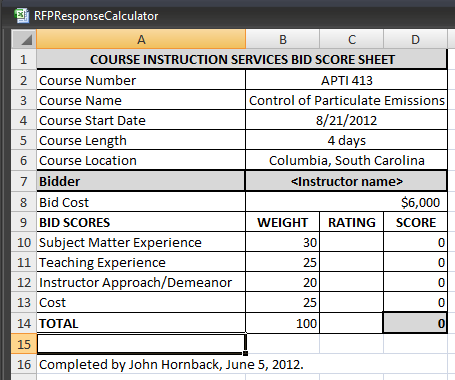 RFPResponseCalculator
A B C D
1 COURSE INSTRUCTION SERVICES BID SCORE SHEET
2 Course Number APTI 413
3 Course Name Control of Particulate Emissions
4 Course Start Date 8/21/2012
5 Course Length 4 days
6 Course Location Columbia, South Carolina
7 Bidder <Instructor name>
8 Bid Cost $6,000
9 BID SCORES WEIGHT RATING SCORE
10 Subject Matter Experience 30 0
11 Teaching Experience 25 0
12 Instructor Approach/Demeanor 20 0
13 Cost 25 0
14 TOTAL 100 0
15
16 Completed by John Hornback, June 5, 2012.